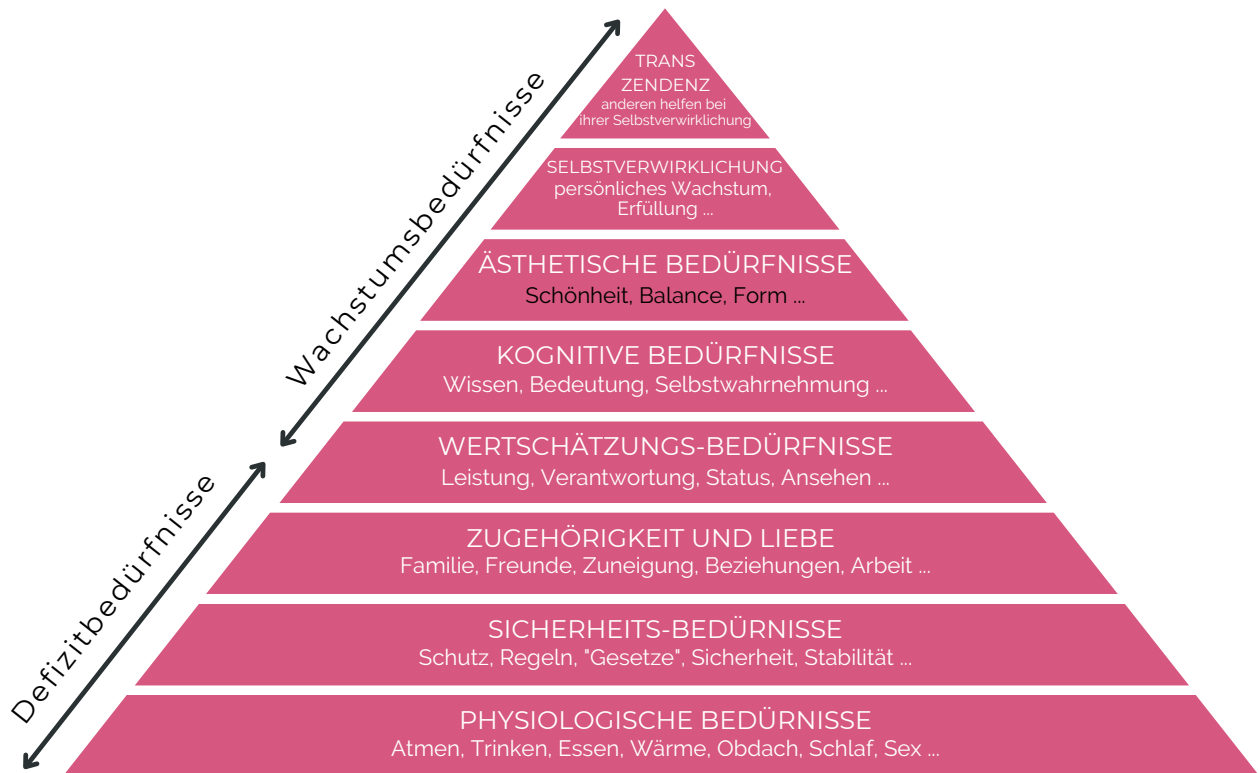 TRANS
ZENDENZ
anderen helfen bei
ihrer Selbstverwirklichung
SELBSTVERWIRKLICHUNG
persönliches Wachstum,
Erfüllung ...
ÄSTHETISCHE BEDÜRFNISSE
Schönheit, Balance, Form ...
KOGNITIVE BEDÜRFNISSE
Wissen, Bedeutung, Selbstwahrnehmung ...
WERTSCHÄTZUNGS-BEDÜRFNISSE
Leistung, Verantwortung, Status, Ansehen ...
ZUGEHÖRIGKEIT UND LIEBE
Familie, Freunde, Zuneigung, Beziehungen, Arbeit ...
SICHERHEITS-BEDÜRNISSE
Schutz, Regeln, "Gesetze", Sicherheit, Stabilität ...
PHYSIOLOGISCHE BEDÜRNISSE
Atmen, Trinken, Essen, Wärme, Obdach, Schlaf, Sex ...
Wachstumsbedürfnisse
Defizitbedürfnisse